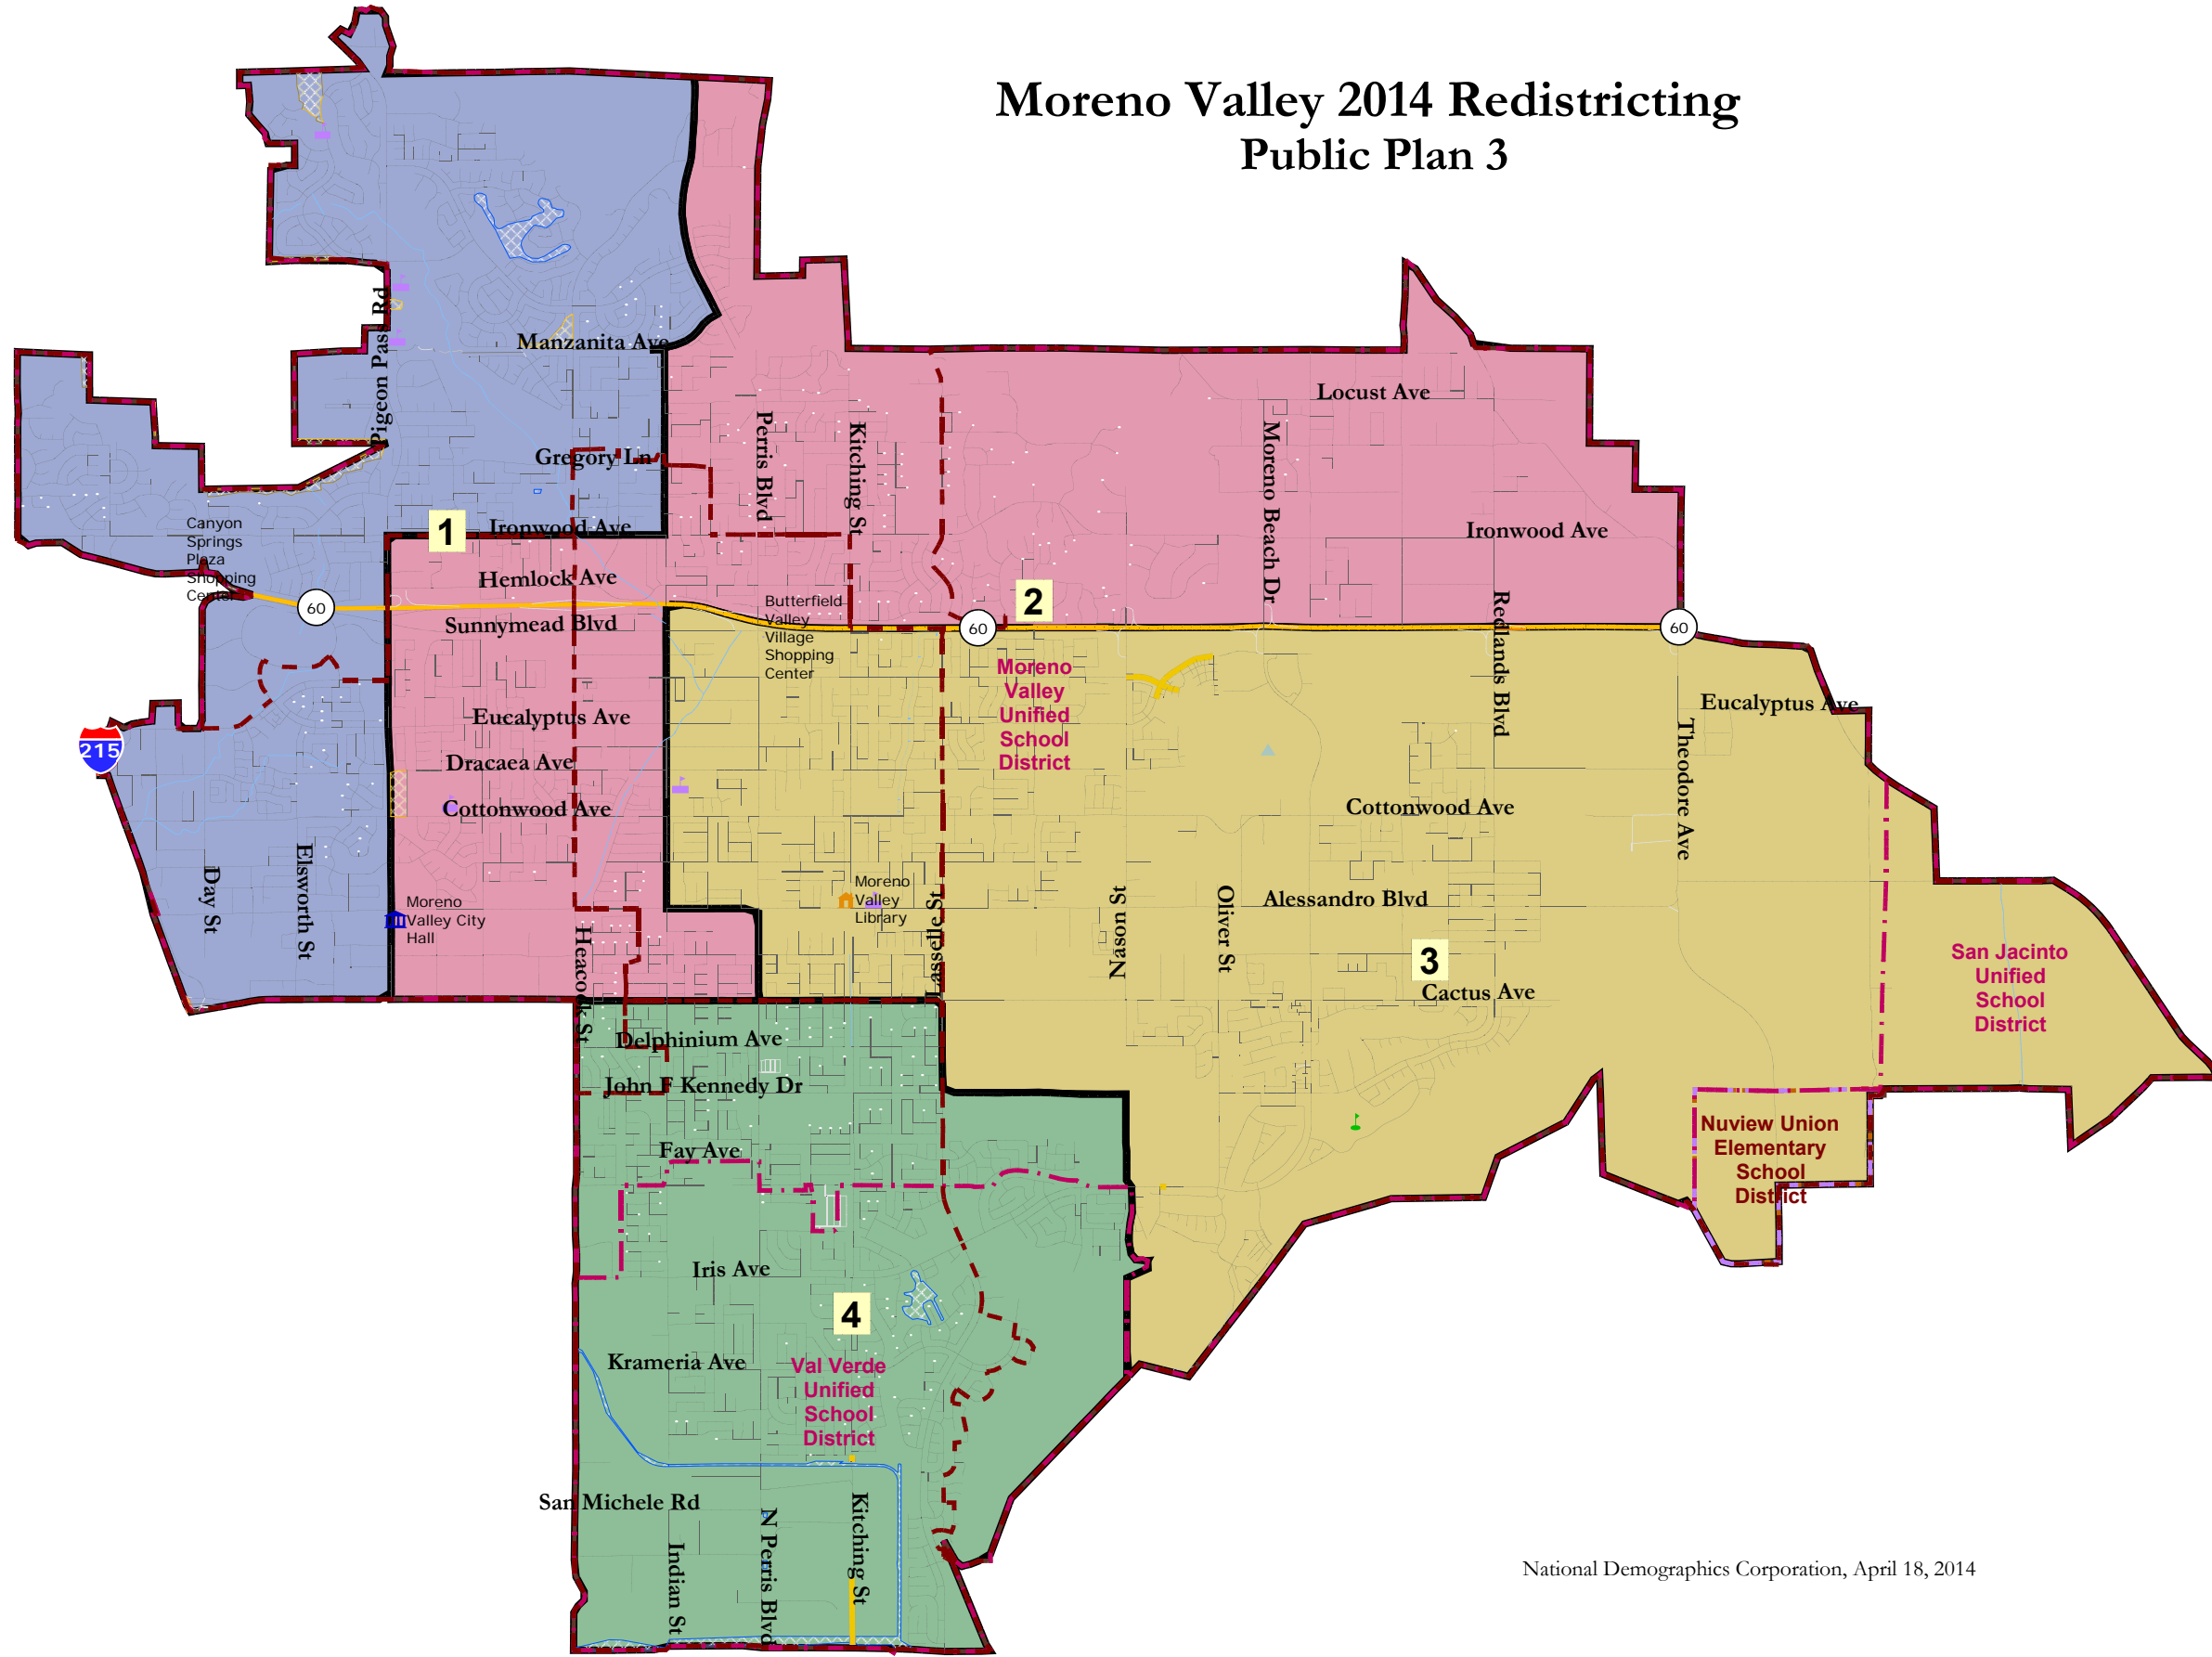 Moreno Valley 2014 Redistricting
Public Plan 3
Pigeon Pass Rd
Manzanita Ave
Locust Ave
Perris Blvd
Kitching St
Moreno Beach Dr
Gregory Ln
Canyon
Springs
Plaza
Shopping
Center
1
Ironwood Ave
Ironwood Ave
Hemlock Ave
60
Sunnymead Blvd
Butterfield
Valley
Village
Shopping
Center
2
60
60
Redlands Blvd
Moreno
Valley
Unified
School
District
Eucalyptus Ave
Eucalyptus Ave
Theodore Ave
215
Dracaea Ave
Cottonwood Ave
Cottonwood Ave
Day St
Elsworth St
Moreno
Valley City
Hall
Moreno
Valley
Library
Lasselle St
Nason St
Oliver St
Alessandro Blvd
3
Cactus Ave
San Jacinto
Unified
School
District
Heacock St
Delphinium Ave
John F Kennedy Dr
Fay Ave
Nuview Union
Elementary
School
District
Iris Ave
4
Krameria Ave
Val Verde
Unified
School
District
San Michele Rd
Indian St
N Perris Blvd
Kitching St
National Demographics Corporation, April 18, 2014